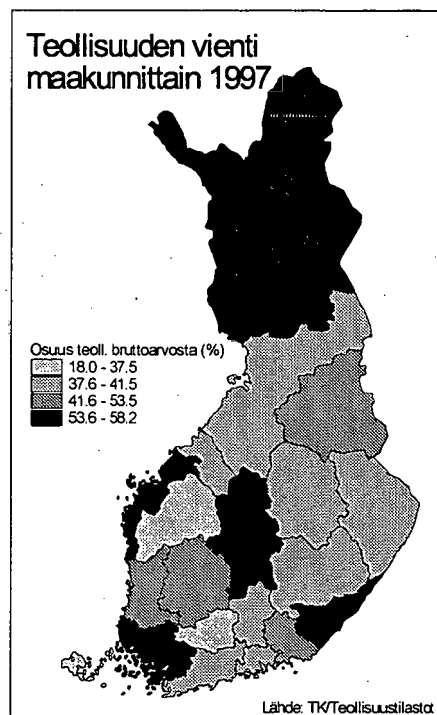 Teollisuuden vienti
maakunnittain 1997
Osuus teoll. bruttoarvosta (%)
18.0 - 37.5
37.6 - 41.5
41.6 - 53.5
53.6 - 58.2
Lähde: TK/Teollisuustilastot